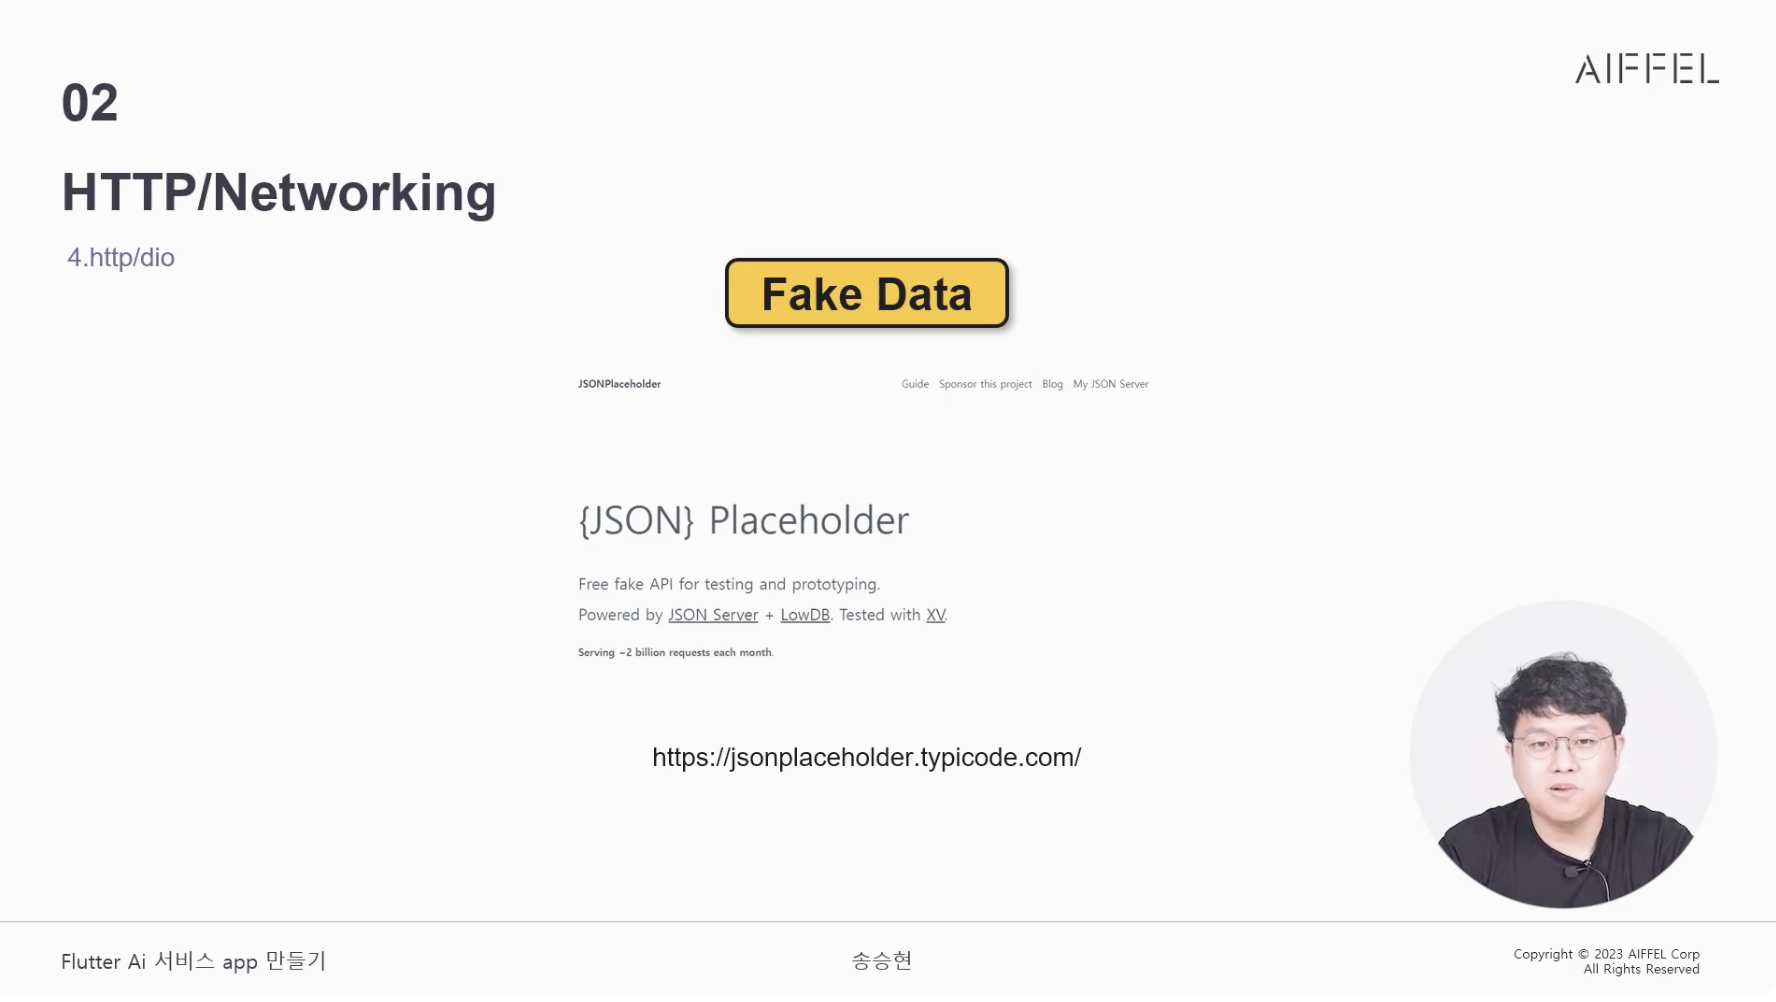 AIFFEL
02
HTTP/Networking
4.http/dio
Fake Data
JSONPlaceholder
Guide Sponsor this project Blog My JSON Server
{JSON} Placeholder
Free fake API for testing and prototyping.
Powered by JSON Server + LowDB. Tested with XV.
Serving ~2 billion requests each month.
https://jsonplaceholder.typicode.com/
Flutter Ai 서비스 app 만들기
송승현
Copyright © 2023 AIFFEL Corp
All Rights Reserved